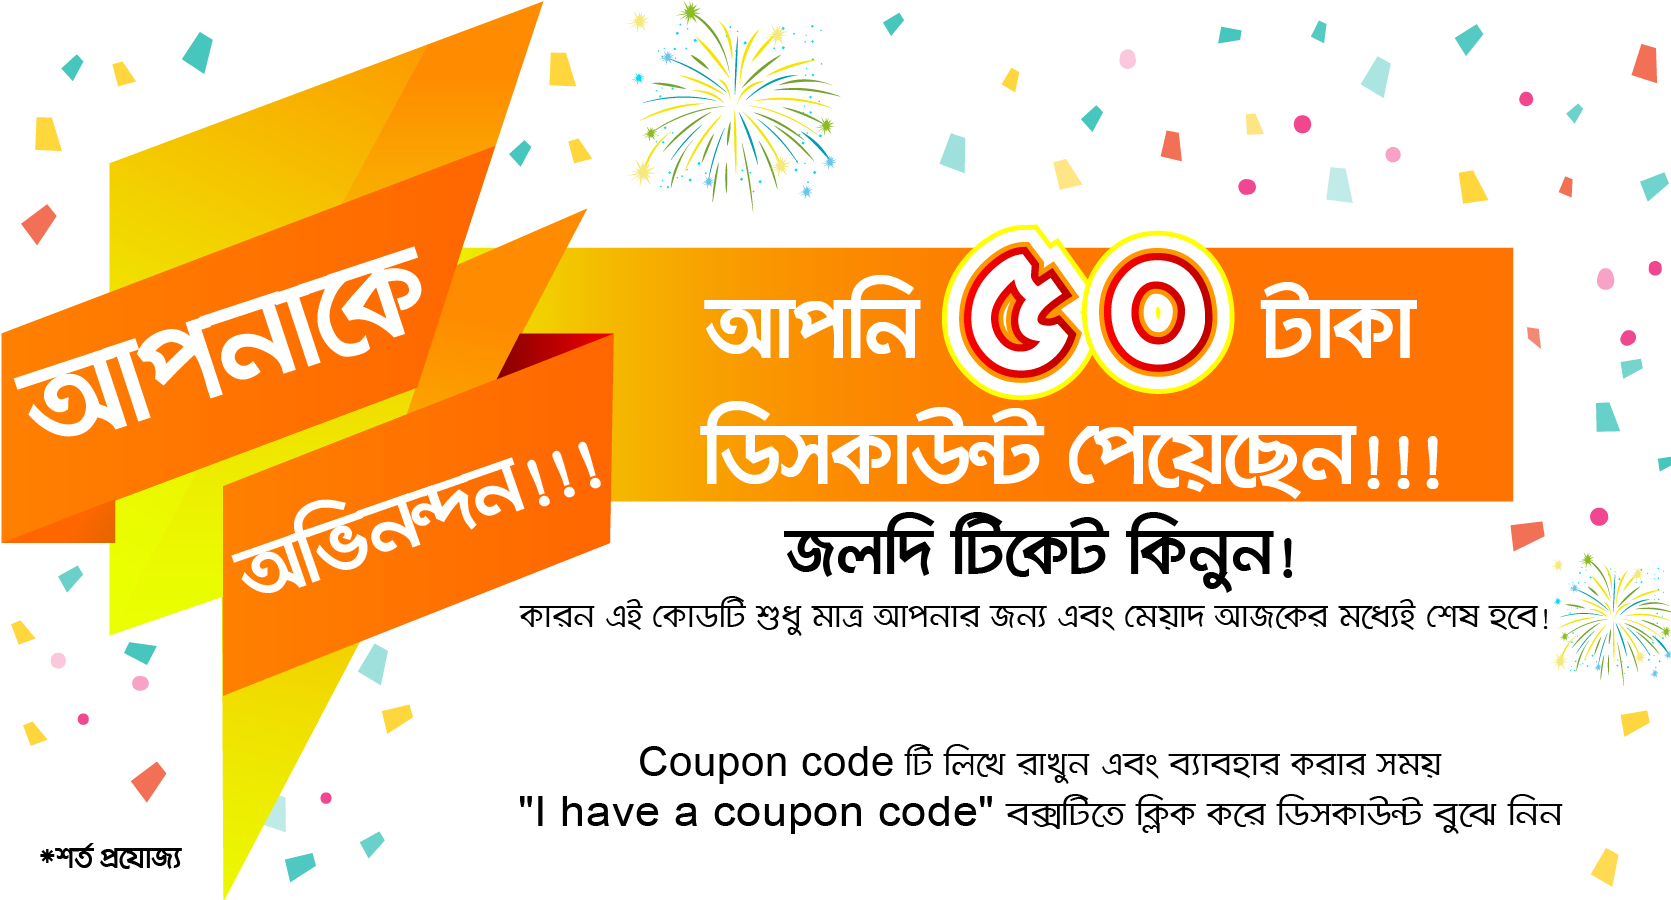 আপনাকে
অভিনন্দন!!!
আপনি ৫০ টাকা
ডিসকাউন্ট পেয়েছেন!!!
জলদি টিকেট কিনুন!
কারন এই কোডটি শুধু মাত্র আপনার জন্য এবং মেয়াদ আজকের মধ্যেই শেষ হবে!
Coupon code টি লিখে রাখুন এবং ব্যাবহার করার সময়
"I have a coupon code" বক্সটিতে ক্লিক করে ডিসকাউন্ট বুঝে নিন
*শর্ত প্রযোজ্য